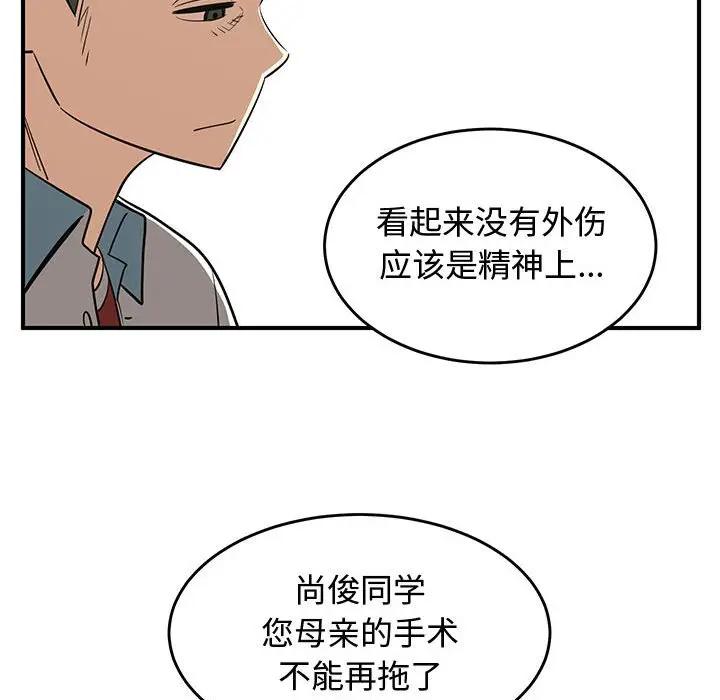 看起来没有外伤
应该是精神上...
尚俊同学
您母亲的手术
不能再拖了